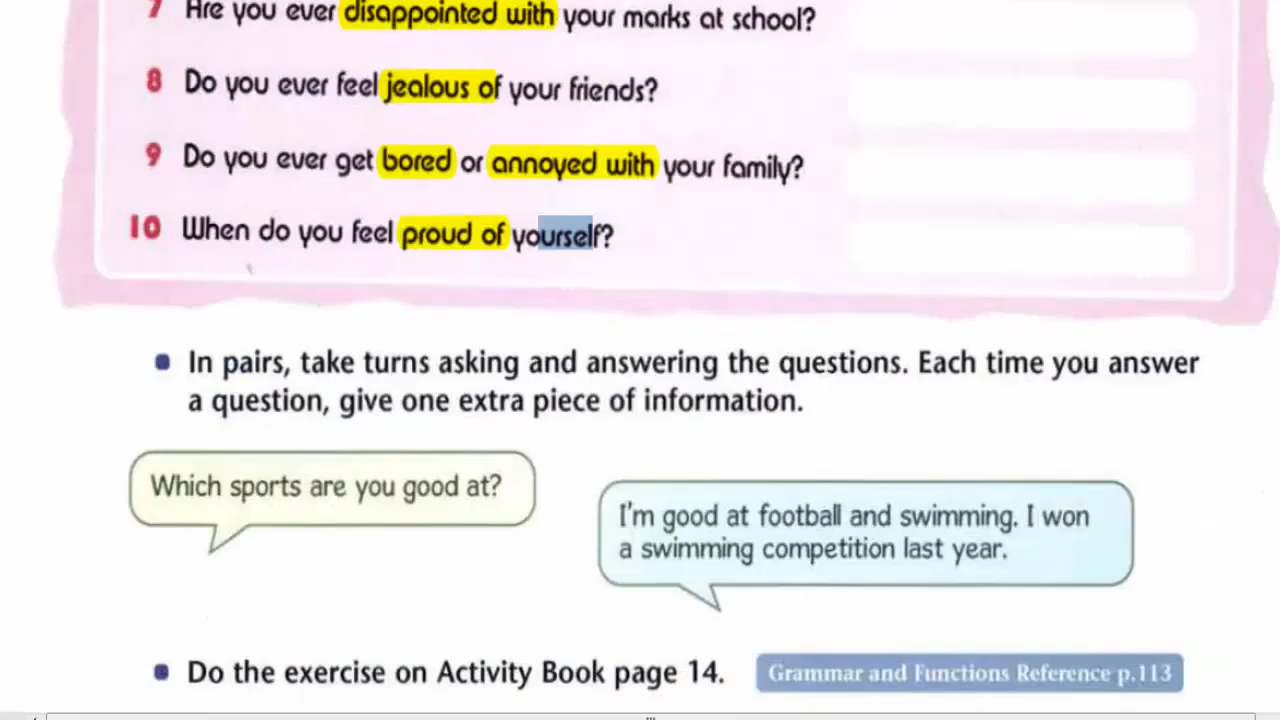 7 Are you ever disappointed with your marks at school?
8 Do you ever feel jealous of your friends?
9 Do you ever get bored or annoyed with your family?
10 When do you feel proud of yourself?
In pairs, take turns asking and answering the questions. Each time you answer
a question, give one extra piece of information.
Which sports are you good at?
I'm good at football and swimming. I won
a swimming competition last year.
Do the exercise on Activity Book page 14.
Grammar and Functions Reference p.113